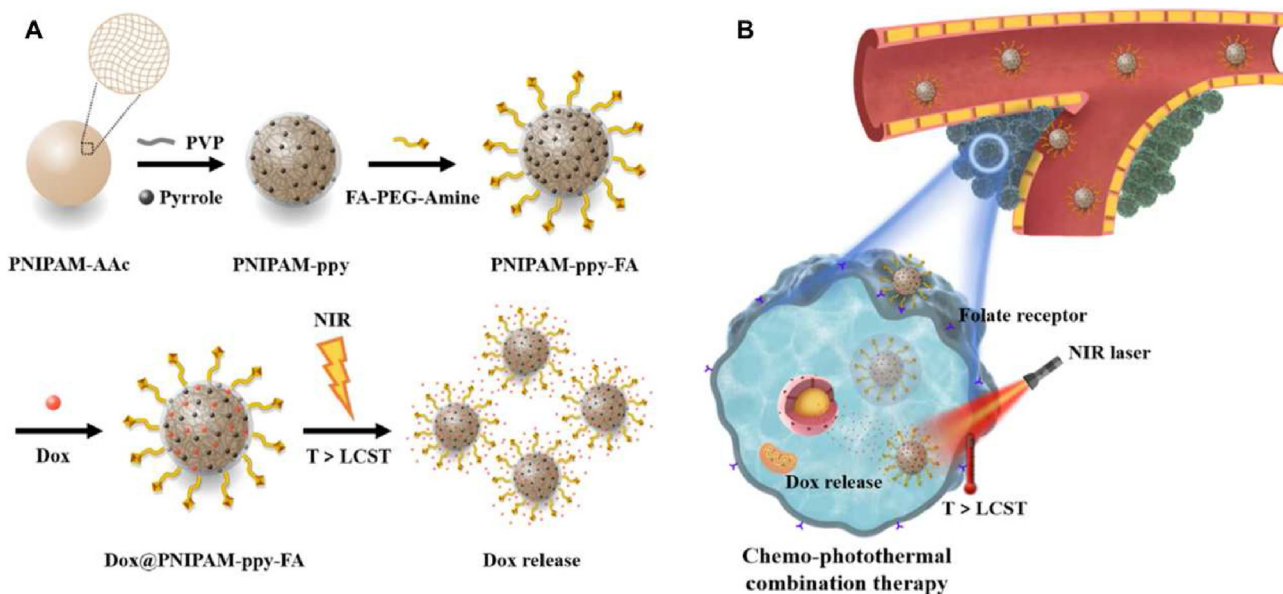 A
PVP
Pyrrole
FA-PEG-Amine
PNIPAM-AAc
PNIPAM-ppy
PNIPAM-ppy-FA
Dox
NIR
T > LCST
Dox@PNIPAM-ppy-FA
Dox release
B
Folate receptor
NIR laser
Dox release
T > LCST
Chemo-photothermal
combination therapy